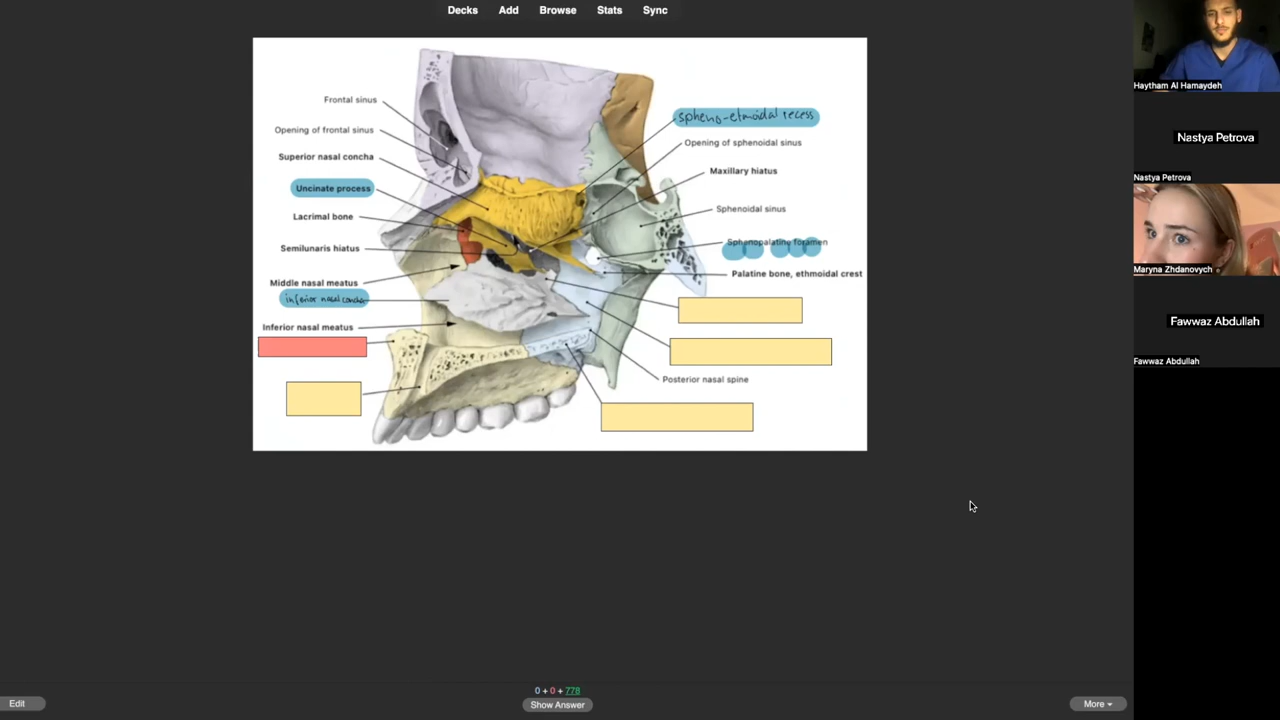 Decks Add Browse Stats Sync
Frontal sinus
Opening of frontal sinus
Superior nasal concha
Uncinate process
Lacrimal bone
Semilunaris hiatus
Middle nasal meatus
inferior nasal concha
Inferior nasal meatus
spheno-etmoidal recess
Opening of sphenoidal sinus
Maxillary hiatus
Sphenoidal sinus
Sphenopalatine foramen
Palatine bone, ethmoidal crest
Posterior nasal spine
Haytham Al Hamaydeh
Nastya Petrova
Nastya Petrova
Maryna Zhdanovych
Fawwaz Abdullah
Fawwaz Abdullah
Edit
0 + 0 + 778
Show Answer
More